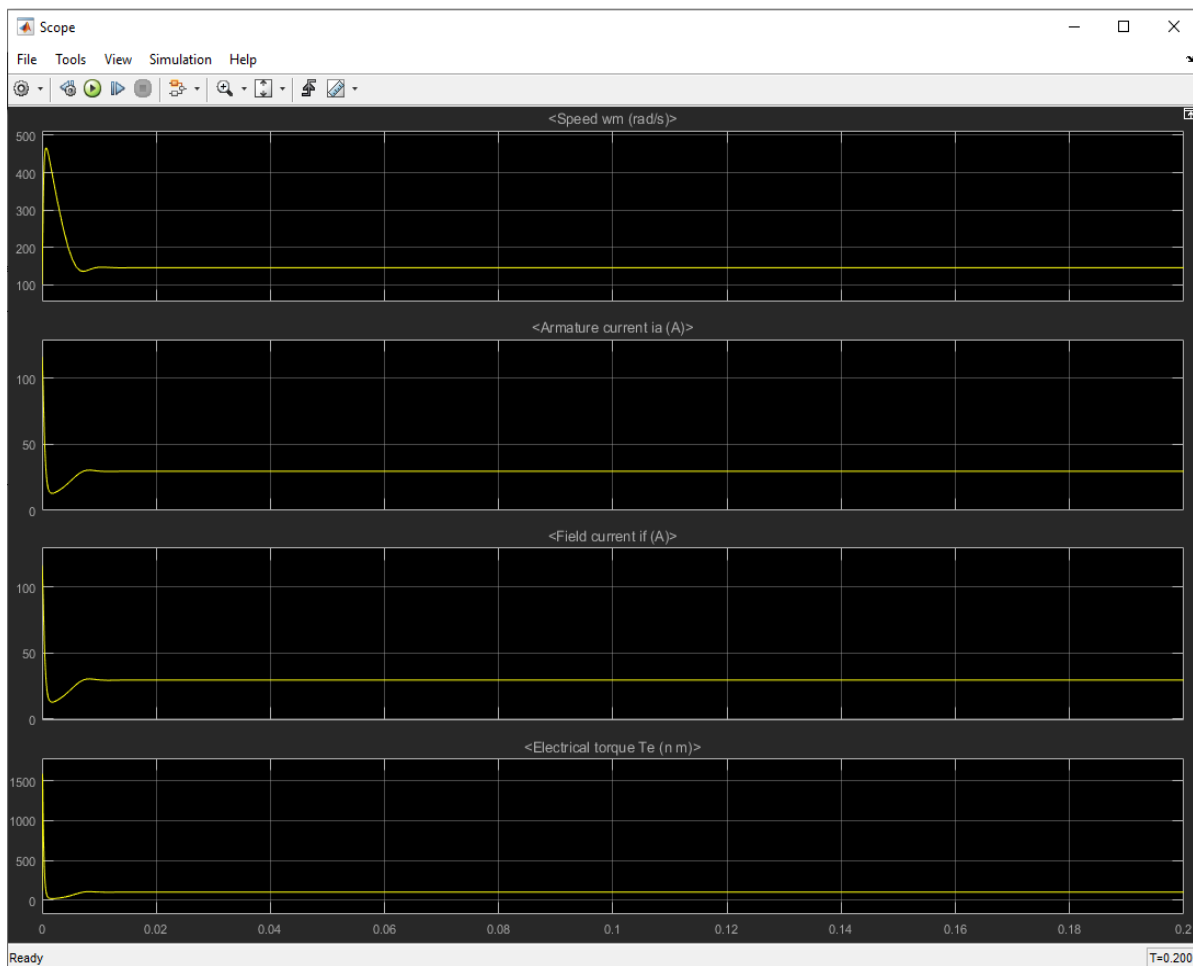 Scope
File Tools View Simulation Help
<Speed wm (rad/s)>
500
400
300
200
100
<Armature current ia (A)>
100
50
0
<Field current if (A)>
100
50
0
<Electrical torque Te (n m)>
1500
1000
500
0
0 0.02 0.04 0.06 0.08 0.1 0.12 0.14 0.16 0.18 0.2
Ready T=0.200